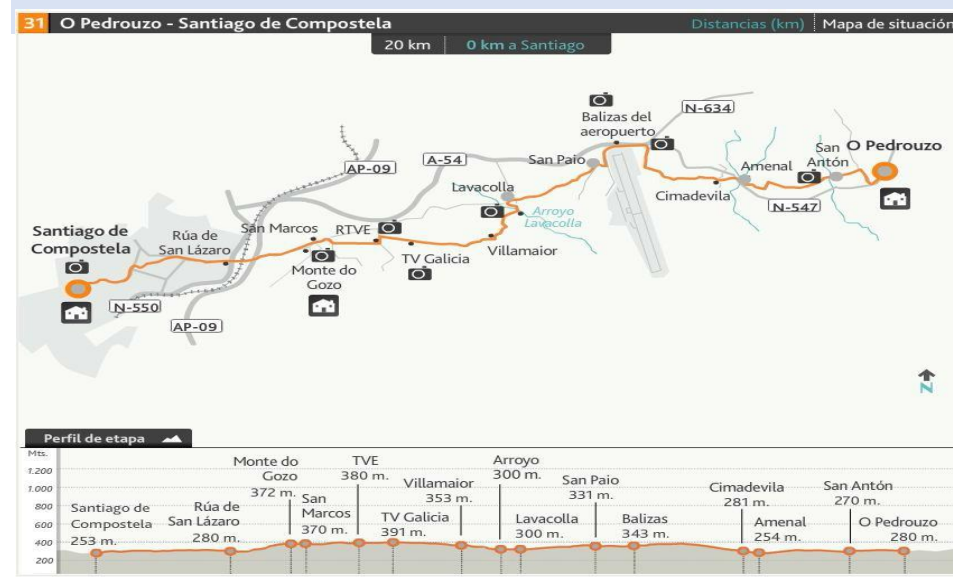 31 O Pedrouzo - Santiago de Compostela
Distancias (km) Mapa de situación
20 km 0 km a Santiago
Balizas del
aeropuerto
N-634
San
Antón
O Pedrouzo
AP-09
A-54
San Paio
Amenal
Lavacolla
Cimadevila
N-547
Arroyo
Lavacolla
Santiago de
Compostela
Rúa de
San Lázaro
San Marcos
RTVE
TV Galicia
Villamaior
Monte do
Gozo
N-550
AP-09
N
Perfil de etapa
Mts.
1.200
1.000
800
600
400
200
Santiago de
Compostela
253 m.
Rúa de
San Lázaro
280 m.
Monte do
Gozo
372 m.
San
Marcos
370 m.
TVE
380 m.
TV Galicia
391 m.
Villamaior
353 m.
Arroyo
300 m.
Lavacolla
300 m.
San Paio
331 m.
Balizas
343 m.
Cimadevila
281 m.
Amenal
254 m.
San Antón
270 m.
O Pedrouzo
280 m.